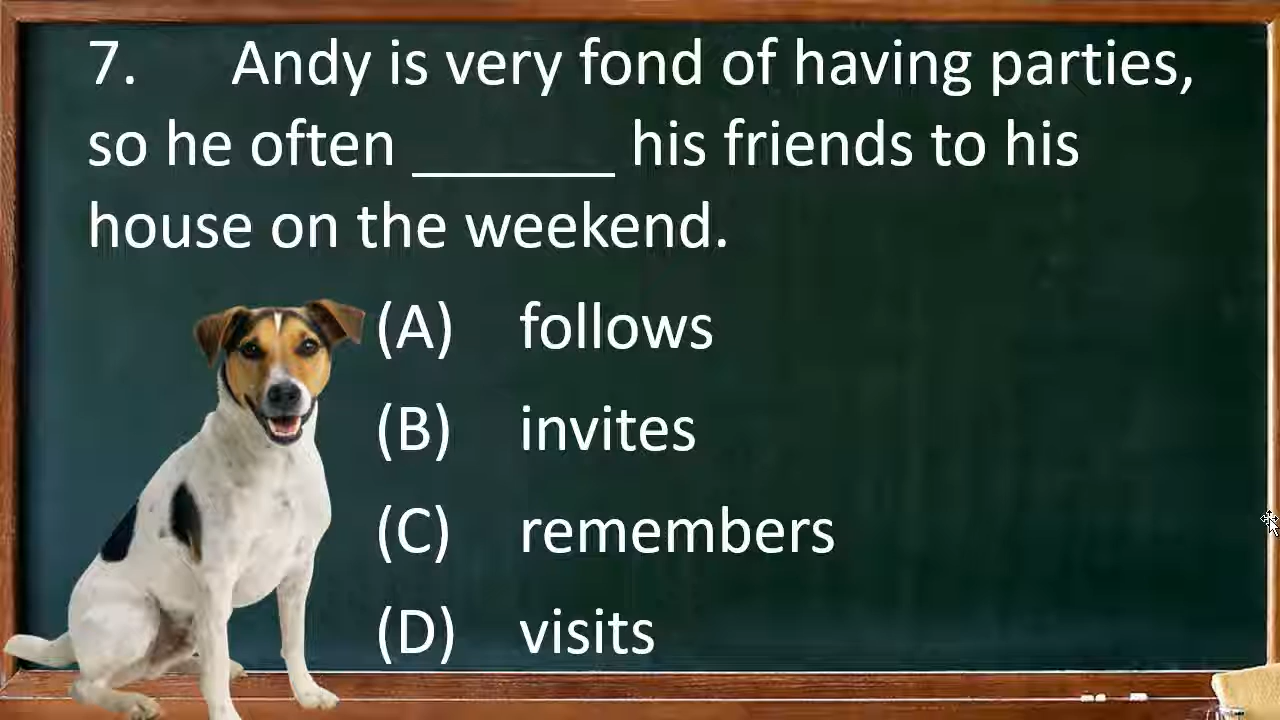 7. Andy is very fond of having parties,
so he often ______ his friends to his
house on the weekend.
(A) follows
(B) invites
(C) remembers
(D) visits